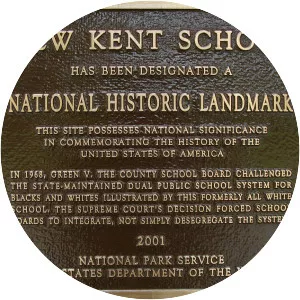 NEW KENT SCHOOL
HAS BEEN DESIGNATED A
NATIONAL HISTORIC LANDMARK
THIS SITE POSSESSES NATIONAL SIGNIFICANCE
IN COMMEMORATING THE HISTORY OF THE
UNITED STATES OF AMERICA
IN 1968, GREEN V. THE COUNTY SCHOOL BOARD CHALLENGED
THE STATE-MAINTAINED DUAL PUBLIC SCHOOL SYSTEM FOR
BLACKS AND WHITES ILLUSTRATED BY THIS FORMERLY ALL WHITE
SCHOOL. THE SUPREME COURT'S DECISION FORCED SCHOOL
BOARDS TO INTEGRATE, NOT SIMPLY DESEGREGATE THE SYSTEM
2001
NATIONAL PARK SERVICE
STATES DEPARTMENT OF THE